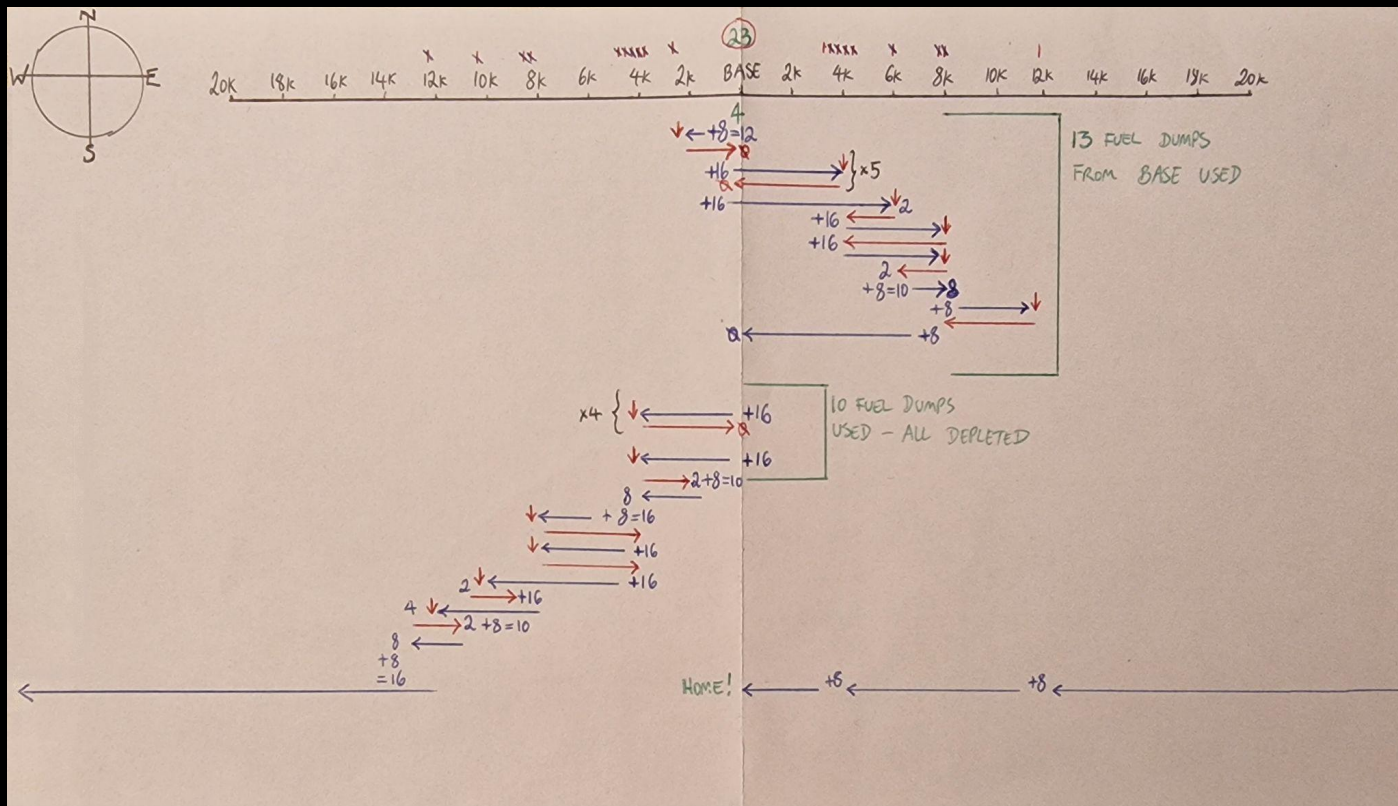 N
W E
S
23
x x xx xxxxx x Ixxxx x xx I
20K 18K 16K 14K 12K 10K 8K 6K 4K 2K BASE 2K 4K 6K 8K 10K 12K 14K 16K 18K 20K
4
+8=12
+16 }x5
+16 2
+16
+16
2
+8=10 8
+8
+8
13 FUEL DUMPS
FROM BASE USED
x4 { +16
+16
2+8=10
10 FUEL DUMPS
USED - ALL DEPLETED
8
+8=16
+16
+16
2 +16
4 2+8=10
8
+8
=16
HOME! +8 +8